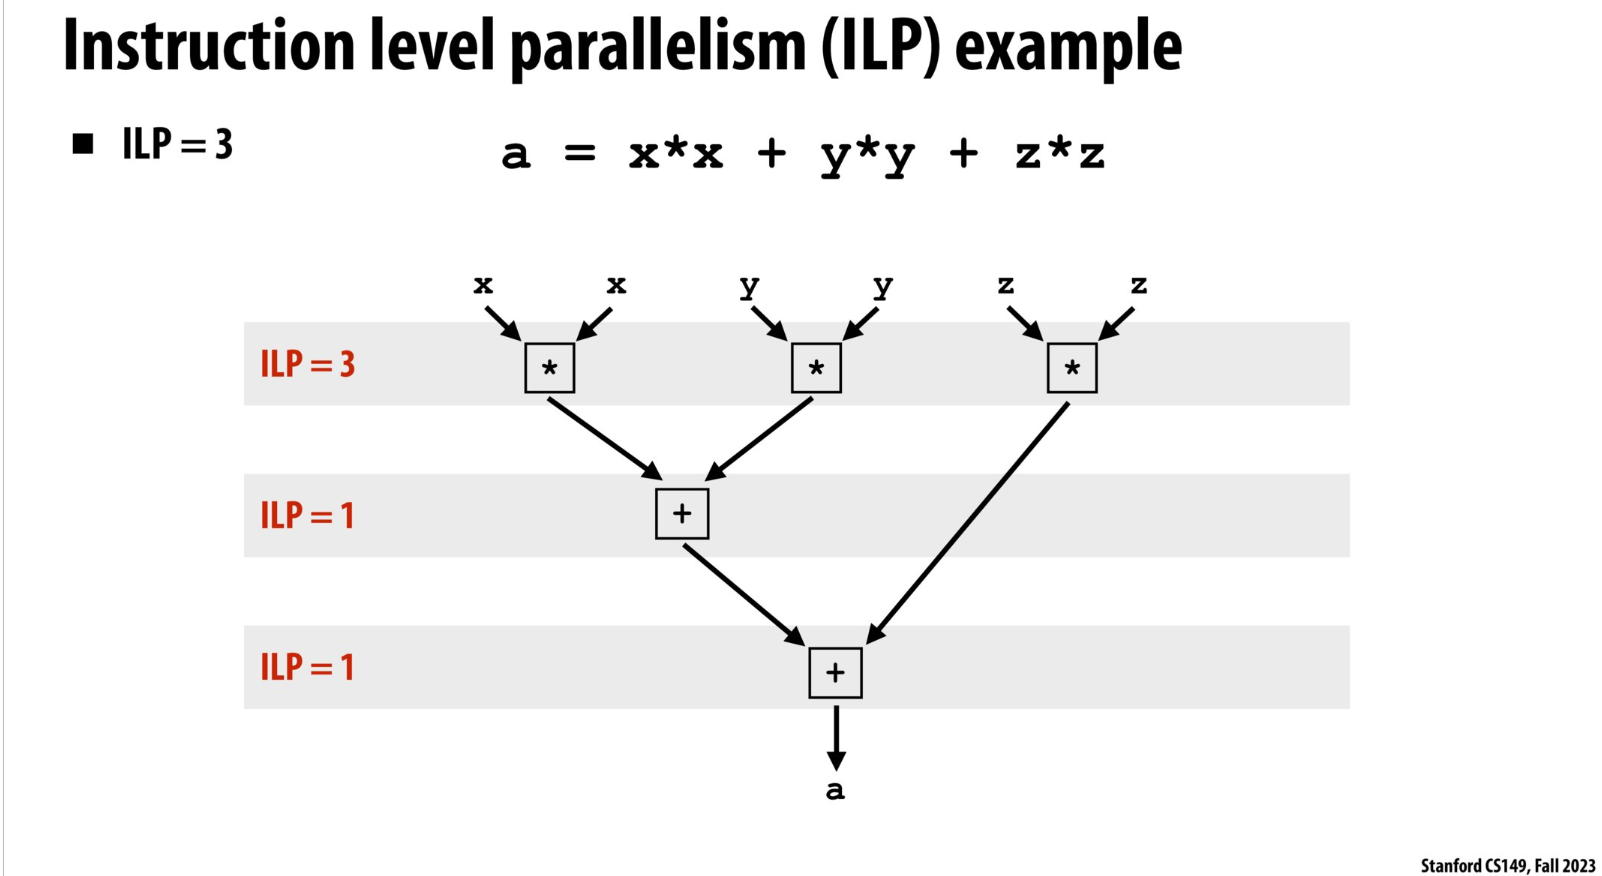 Instruction level parallelism (ILP) example
■ ILP = 3
a = x*x + y*y + z*z
x x y y z z
ILP = 3 * * *
ILP = 1 +
ILP = 1 +
a
Stanford CS149, Fall 2023